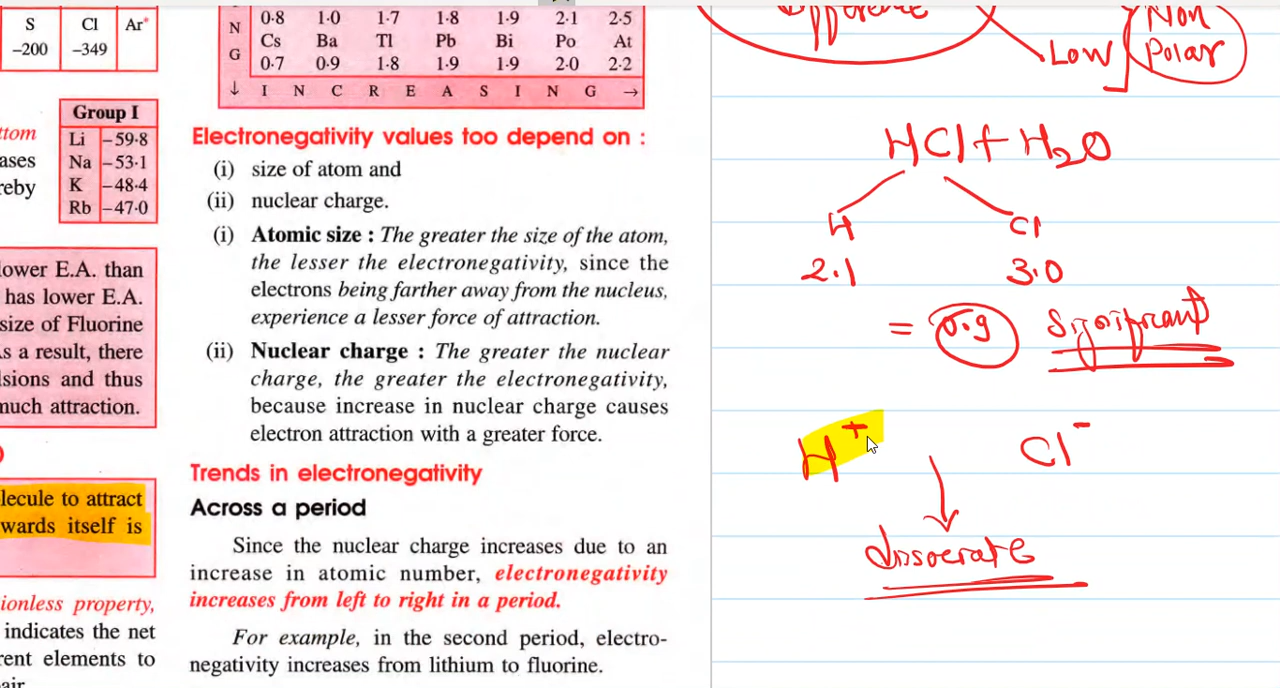 S Cl Ar*
–200 –349
Group I
ttom Li –59·8
ases Na –53·1
reby K –48·4
Rb –47·0
lower E.A. than
has lower E.A.
size of Fluorine
s a result, there
lsions and thus
much attraction.
lecule to attract
wards itself is
ionless property,
indicates the net
rent elements to
air
N 0·8 1·0 1·7 1·8 1·9 2·1 2·5
Cs Ba Tl Pb Bi Po At
G 0·7 0·9 1·8 1·9 1·9 2·0 2·2
↓ I N C R E A S I N G →
Electronegativity values too depend on :
(i) size of atom and
(ii) nuclear charge.
(i) Atomic size : The greater the size of the atom,
the lesser the electronegativity, since the
electrons being farther away from the nucleus,
experience a lesser force of attraction.
(ii) Nuclear charge : The greater the nuclear
charge, the greater the electronegativity,
because increase in nuclear charge causes
electron attraction with a greater force.
Trends in electronegativity
Across a period
Since the nuclear charge increases due to an
increase in atomic number, electronegativity
increases from left to right in a period.
For example, in the second period, electro-
negativity increases from lithium to fluorine.
Difference
Non
Low Polar
HCl + H₂O
H Cl
2.1 3.0
= 0.9 Significant
H⁺ Cl⁻
dissociate